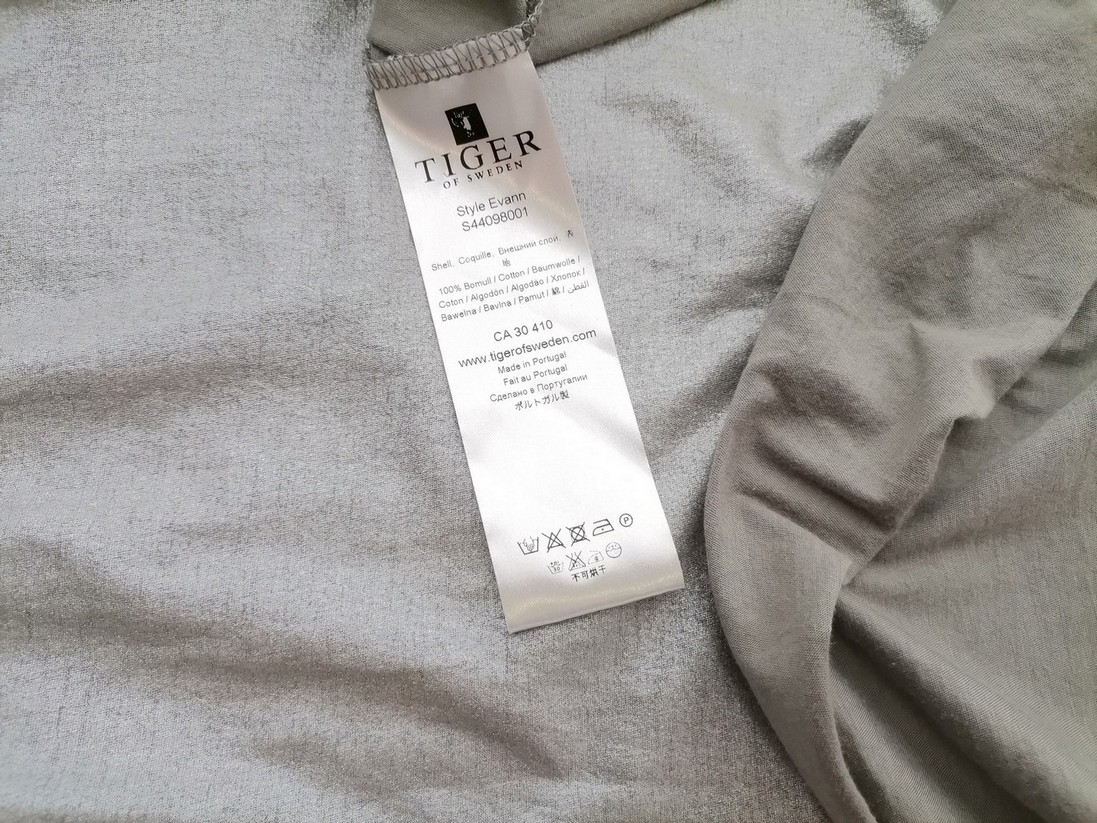 TIGER
OF SWEDEN
Style Evann
S44098001
Shell, Coquille, Внешний слой, 表
地
100% Bomull / Cotton / Baumwolle /
Coton / Algodón / Algodão / Хлопок /
Bawełna / Bavlna / Pamut / 綿 / القطن
CA 30 410
www.tigerofsweden.com
Made in Portugal
Fait au Portugal
Сделано в Португалии
ポルトガル製
P
不可烘干